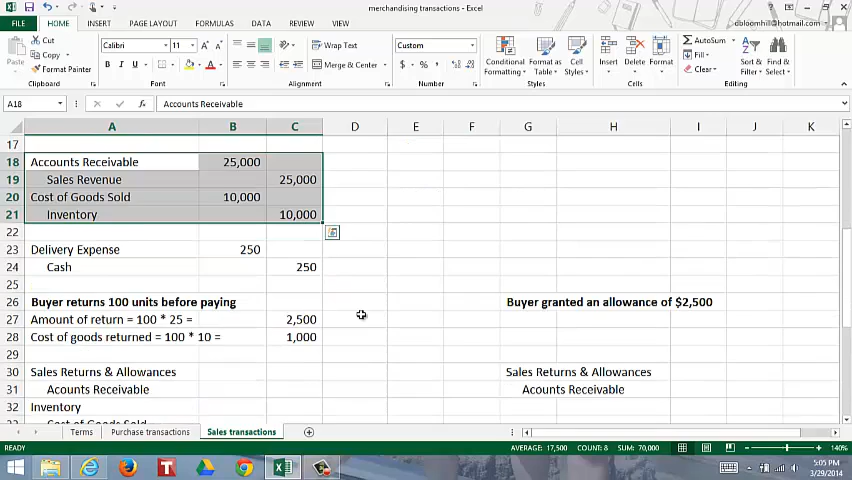 merchandising transactions - Excel
FILE HOME INSERT PAGE LAYOUT FORMULAS DATA REVIEW VIEW dbloomhill@hotmail.com
Cut
Copy
Format Painter
Paste
Clipboard
Calibri 11
B I U
Font
Wrap Text
Merge & Center
Alignment
Custom
$ % ,
Number
Conditional Formatting
Format as Table
Cell Styles
Styles
Insert Delete Format
Cells
AutoSum
Fill
Clear
Sort & Filter
Find & Select
Editing
A18 fx Accounts Receivable
A B C D E F G H I J K
17
18 Accounts Receivable 25,000
19 Sales Revenue 25,000
20 Cost of Goods Sold 10,000
21 Inventory 10,000
22
23 Delivery Expense 250
24 Cash 250
25
26 Buyer returns 100 units before paying Buyer granted an allowance of $2,500
27 Amount of return = 100 * 25 = 2,500
28 Cost of goods returned = 100 * 10 = 1,000
29
30 Sales Returns & Allowances Sales Returns & Allowances
31 Acounts Receivable Acounts Receivable
32 Inventory
Terms Purchase transactions Sales transactions
READY AVERAGE: 17,500 COUNT: 8 SUM: 70,000 140%
5:05 PM
3/29/2014